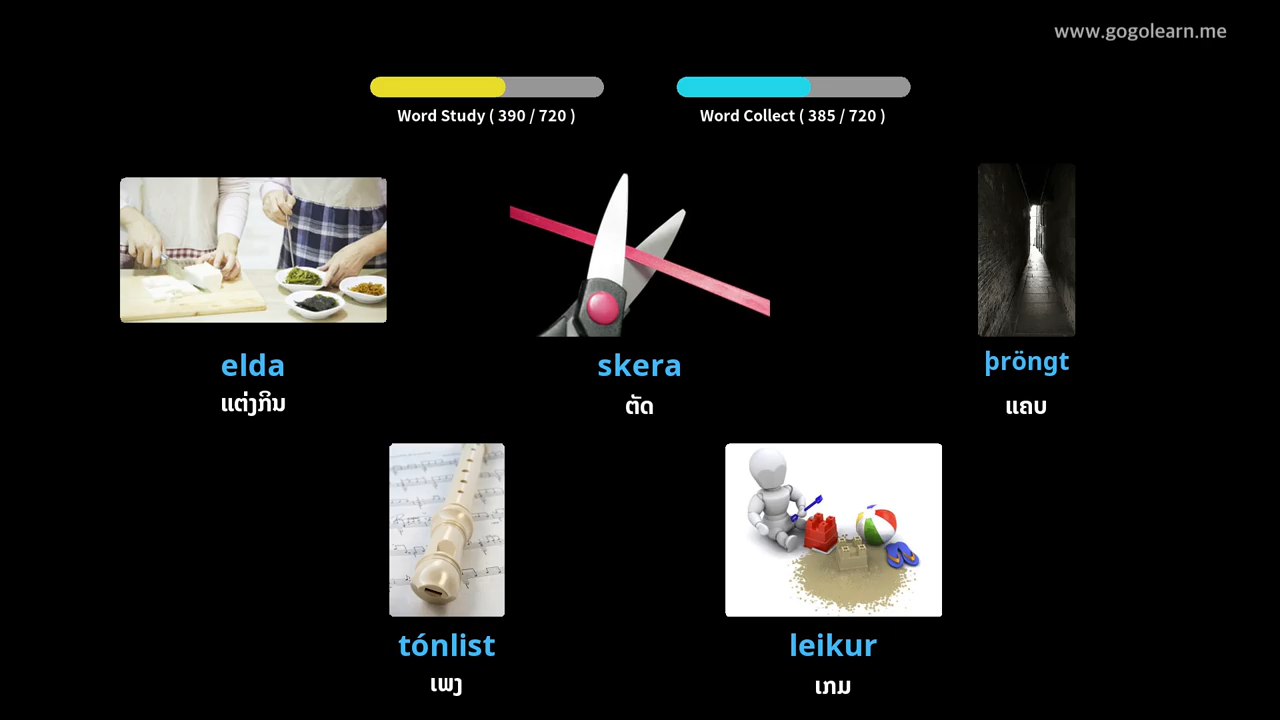 www.gogolearn.me
Word Study ( 390 / 720 )
Word Collect ( 385 / 720 )
elda
ແຕ່ງກິນ
skera
ຕັດ
þröngt
ແຄບ
tónlist
ເພງ
leikur
ເກມ